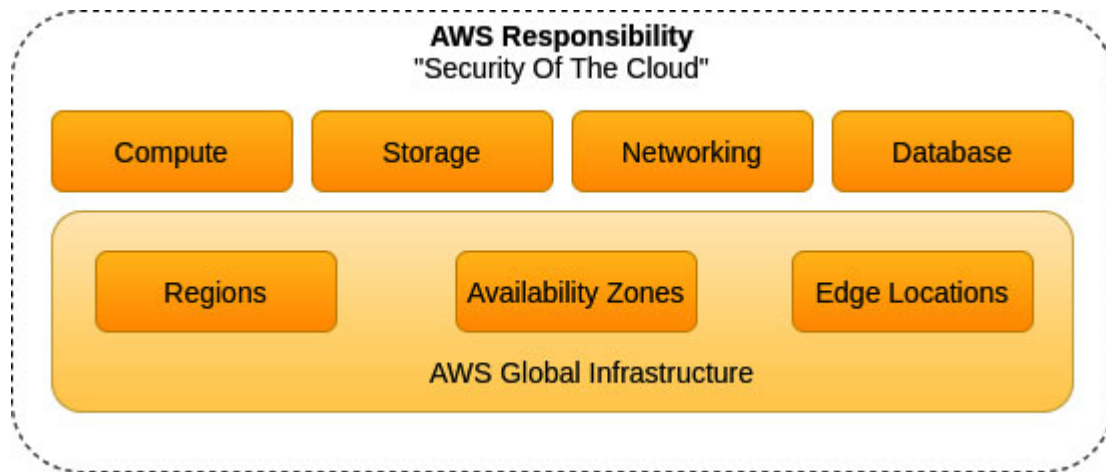 AWS Responsibility
"Security Of The Cloud"
Compute
Storage
Networking
Database
Regions
Availability Zones
Edge Locations
AWS Global Infrastructure